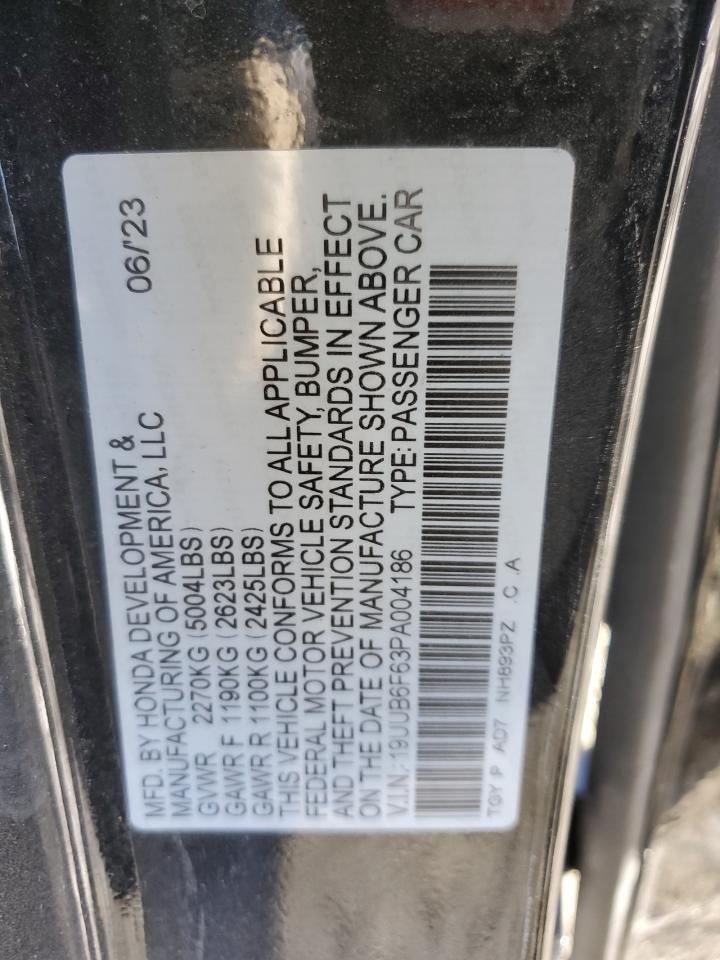 MFD. BY HONDA DEVELOPMENT & 06/'23
MANUFACTURING OF AMERICA, LLC
GVWR 2270KG (5004LBS)
GAWR F 1190KG (2623LBS)
GAWR R 1100KG (2425LBS)
THIS VEHICLE CONFORMS TO ALL APPLICABLE
FEDERAL MOTOR VEHICLE SAFETY, BUMPER,
AND THEFT PREVENTION STANDARDS IN EFFECT
ON THE DATE OF MANUFACTURE SHOWN ABOVE.
V.I.N.: 19UUB6F63PA004186 TYPE: PASSENGER CAR
TGY P A07 NH893PZ .C .A